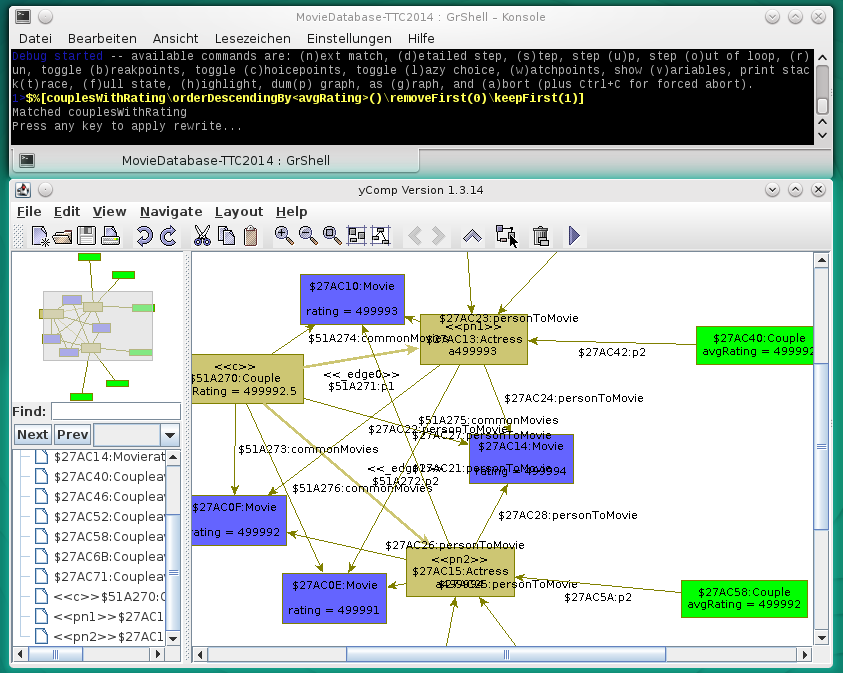 MovieDatabase-TTC2014 : GrShell – Konsole
Datei Bearbeiten Ansicht Lesezeichen Einstellungen Hilfe
Debug started -- available commands are: (n)ext match, (d)etailed step, (s)tep, step (u)p, step (o)ut of loop, (r)
un, toggle (b)reakpoints, toggle (c)hoicepoints, toggle (l)azy choice, (w)atchpoints, show (v)ariables, print stac
k(t)race, (f)ull state, (h)ighlight, dum(p) graph, as (g)raph, and (a)bort (plus Ctrl+C for forced abort).
$%[couplesWithRating\orderDescendingBy<avgRating>()\removeFirst(0)\keepFirst(1)]
Matched couplesWithRating
Press any key to apply rewrite...
MovieDatabase-TTC2014 : GrShell
yComp Version 1.3.14
File Edit View Navigate Layout Help
Find:
Next Prev
$27AC14:Movierat
$27AC40:Coupleav
$27AC46:Coupleav
$27AC52:Coupleav
$27AC58:Coupleav
$27AC6B:Coupleav
$27AC71:Coupleav
<<c>>$51A270:C
<<pn1>>$27AC1
<<pn2>>$27AC1
$27AC10:Movie
rating = 499993
$27AC23:personToMovie
<<pn1>>
$27AC13:Actress
a499993
$51A274:commonMovies
$27AC40:Couple
avgRating = 499992
$27AC42:p2
<<c>>
$51A270:Couple
Rating = 499992.5
<<_edge0>>
$51A271:p1
$27AC24:personToMovie
$51A275:commonMovies
$27AC22:personToMovie
$27AC27:personToMovie
$27AC14:Movie
rating = 499994
$51A273:commonMovies
$27AC21:personToMovie
$51A272:p2
$51A276:commonMovies
$27AC0F:Movie
rating = 499992
$27AC28:personToMovie
$27AC26:personToMovie
<<pn2>>
$27AC15:Actress
$27AC25:personToMovie
$27AC0E:Movie
rating = 499991
$27AC5A:p2
$27AC58:Couple
avgRating = 499992